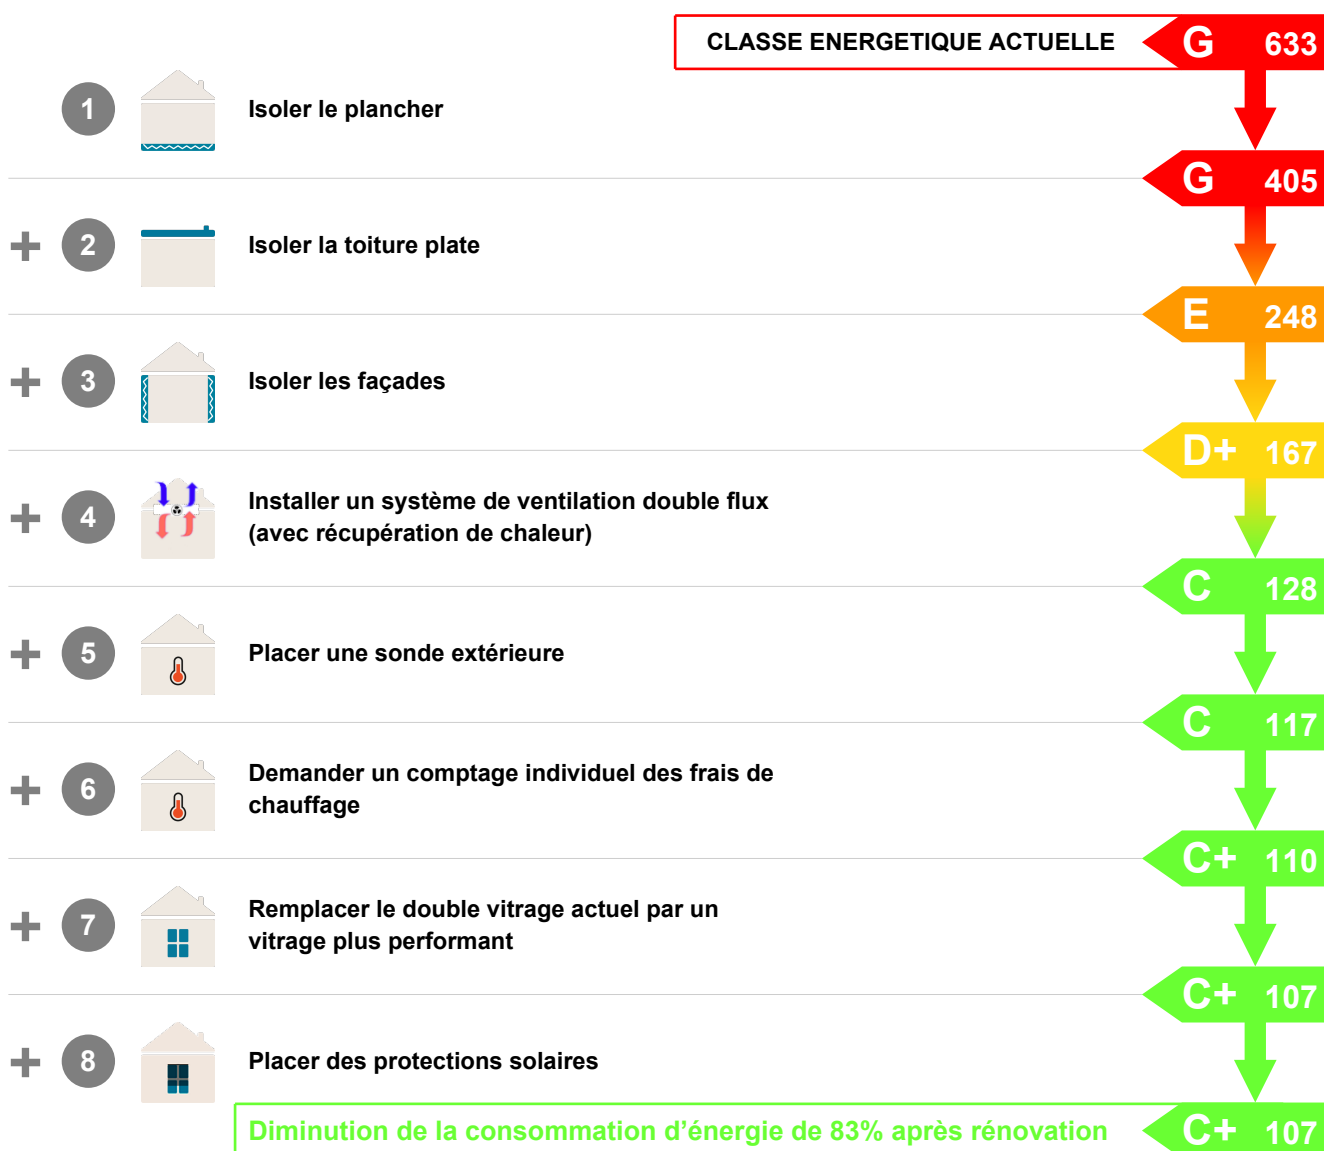 CLASSE ENERGETIQUE ACTUELLE G 633
1 Isoler le plancher
G 405
+ 2 Isoler la toiture plate
E 248
+ 3 Isoler les façades
D+ 167
+ 4 Installer un système de ventilation double flux
(avec récupération de chaleur)
C 128
+ 5 Placer une sonde extérieure
C 117
+ 6 Demander un comptage individuel des frais de
chauffage
C+ 110
+ 7 Remplacer le double vitrage actuel par un
vitrage plus performant
C+ 107
+ 8 Placer des protections solaires
Diminution de la consommation d’énergie de 83% après rénovation C+ 107